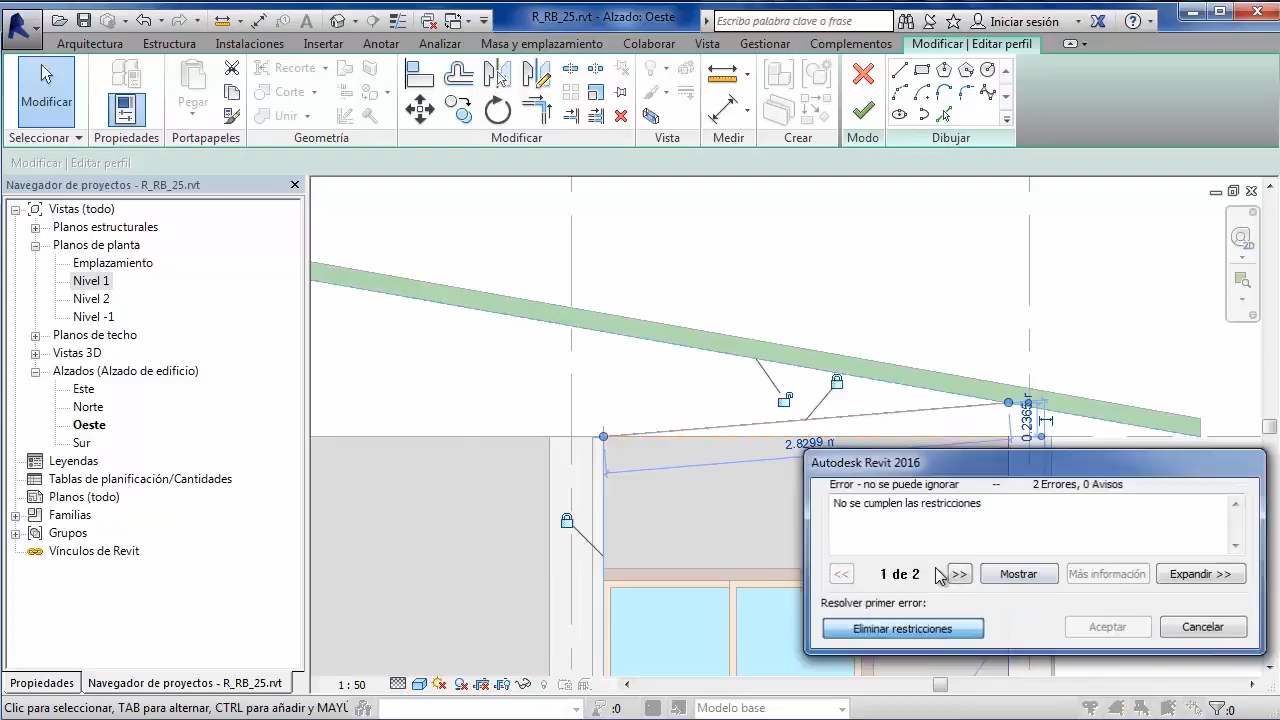 R_RB_25.rvt - Alzado: Oeste
Escriba palabra clave o frase
Iniciar sesión
Arquitectura
Estructura
Instalaciones
Insertar
Anotar
Analizar
Masa y emplazamiento
Colaborar
Vista
Gestionar
Complementos
Modificar | Editar perfil
Modificar
Pegar
Recorte
Corte
Unir
Seleccionar
Propiedades
Portapapeles
Geometría
Modificar
Vista
Medir
Crear
Modo
Dibujar
Modificar | Editar perfil
Navegador de proyectos - R_RB_25.rvt
Vistas (todo)
Planos estructurales
Planos de planta
Emplazamiento
Nivel 1
Nivel 2
Nivel -1
Planos de techo
Vistas 3D
Alzados (Alzado de edificio)
Este
Norte
Oeste
Sur
Leyendas
Tablas de planificación/Cantidades
Planos (todo)
Familias
Grupos
Vínculos de Revit
2D
2.8299 m
Autodesk Revit 2016
Error - no se puede ignorar -- 2 Errores, 0 Avisos
No se cumplen las restricciones
<< 1 de 2 >> Mostrar Más información Expandir >>
Resolver primer error:
Eliminar restricciones Aceptar Cancelar
Propiedades
Navegador de proyectos - R_RB_25.rvt
1 : 50
Clic para seleccionar, TAB para alternar, CTRL para añadir y MAYÚ
:0
Modelo base
:0